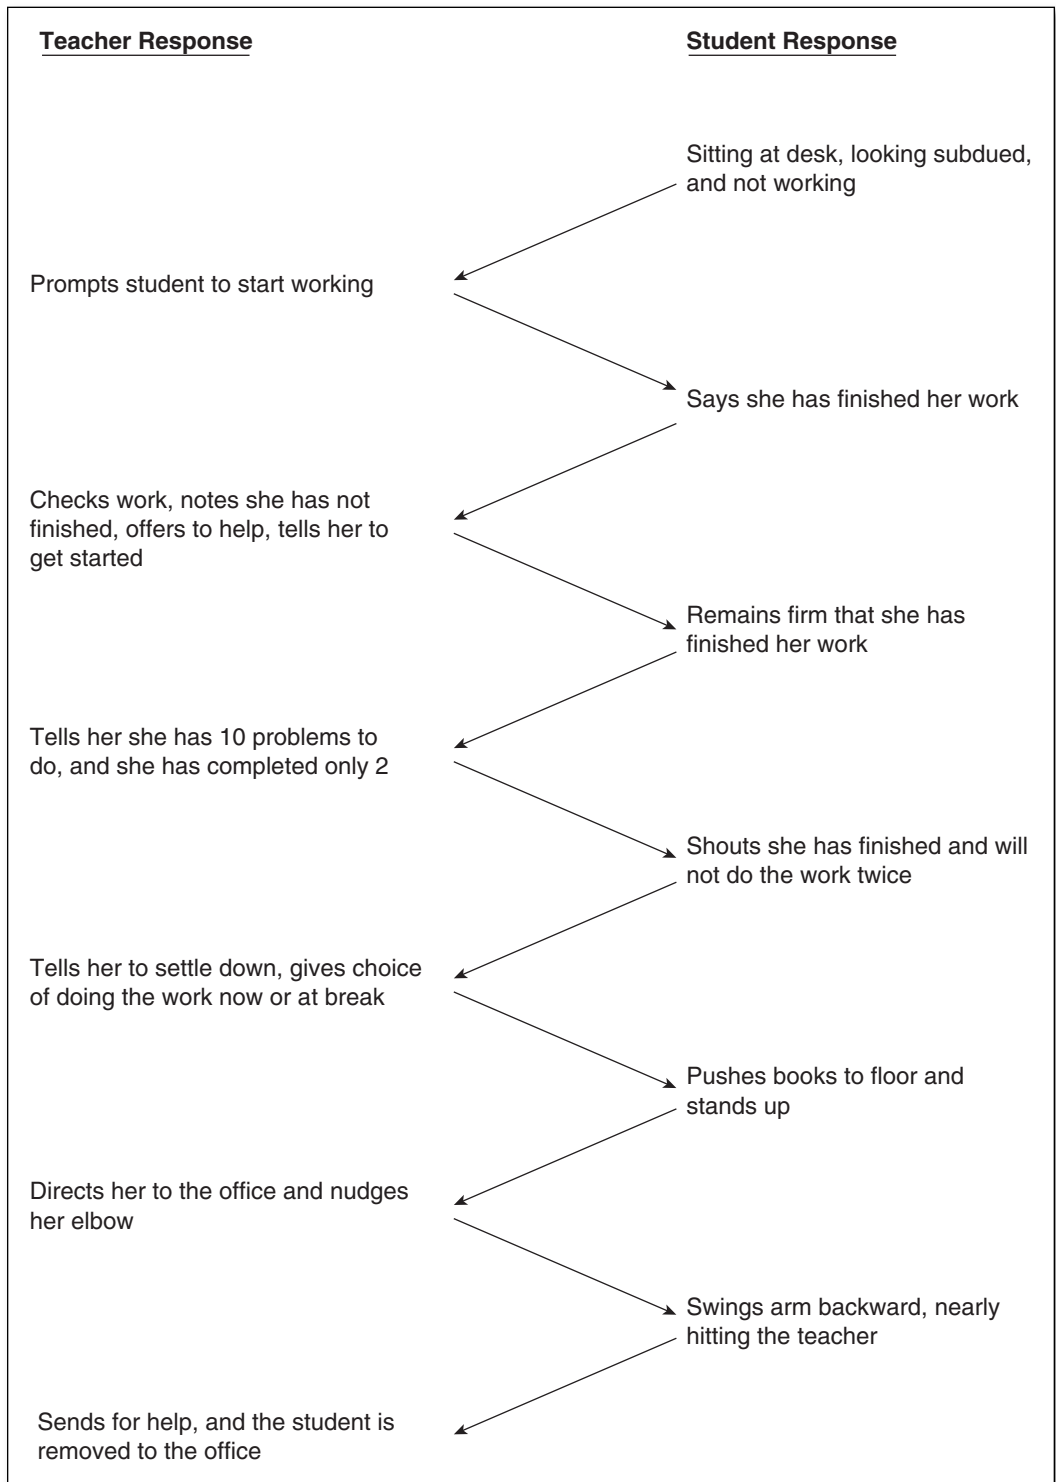 Teacher Response
Student Response
Sitting at desk, looking subdued,
and not working
Prompts student to start working
Says she has finished her work
Checks work, notes she has not
finished, offers to help, tells her to
get started
Remains firm that she has
finished her work
Tells her she has 10 problems to
do, and she has completed only 2
Shouts she has finished and will
not do the work twice
Tells her to settle down, gives choice
of doing the work now or at break
Pushes books to floor and
stands up
Directs her to the office and nudges
her elbow
Swings arm backward, nearly
hitting the teacher
Sends for help, and the student is
removed to the office